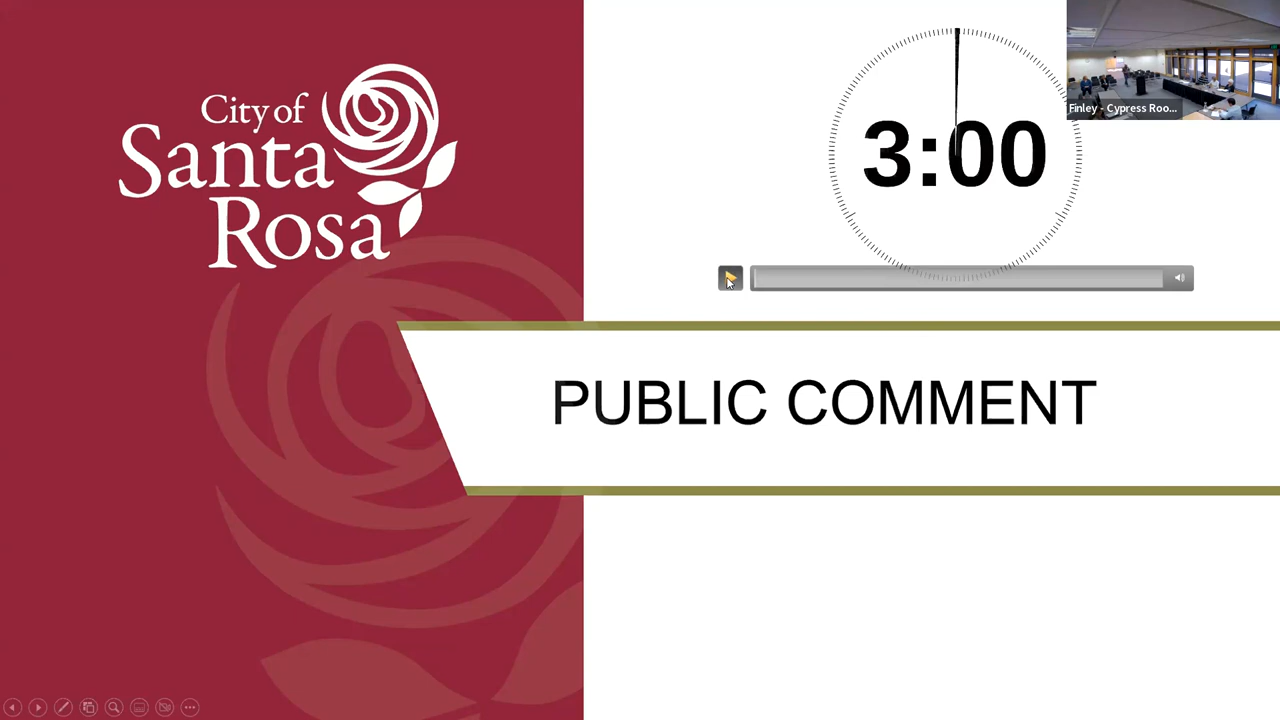 City of
Santa
Rosa
3:00
Finley - Cypress Roo...
PUBLIC COMMENT